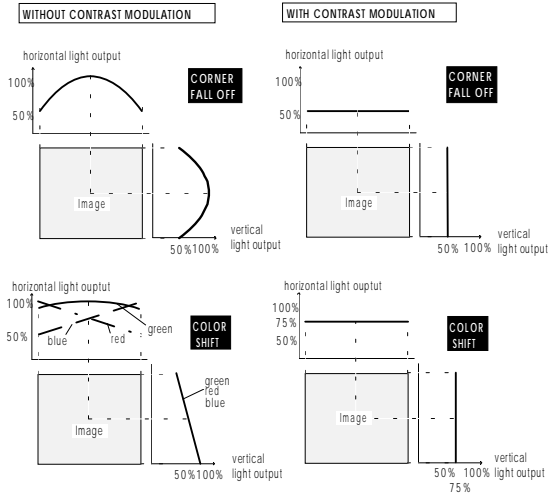 WITHOUT CONTRAST MODULATION
WITH CONTRAST MODULATION
horizontal light output
100%
50%
CORNER
FALL OFF
Image
vertical
light output
50%100%
horizontal light output
100%
50%
CORNER
FALL OFF
Image
vertical
light output
50% 100%
horizontal light ouptut
100%
50%
blue
red
green
COLOR
SHIFT
green
red
blue
Image
vertical
light output
50%100%
horizontal light ouptut
100%
75%
50%
COLOR
SHIFT
Image
vertical
light output
50% 100%
75%